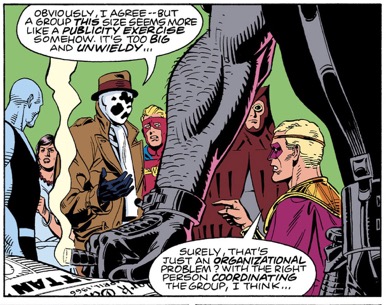 OBVIOUSLY, I AGREE--BUT
A GROUP THIS SIZE SEEMS MORE
LIKE A PUBLICITY EXERCISE
SOMEHOW. IT'S TOO BIG
AND UNWIELDY...
SURELY, THAT'S
JUST AN ORGANIZATIONAL
PROBLEM? WITH THE RIGHT
PERSON COORDINATING
THE GROUP, I THINK...
1966